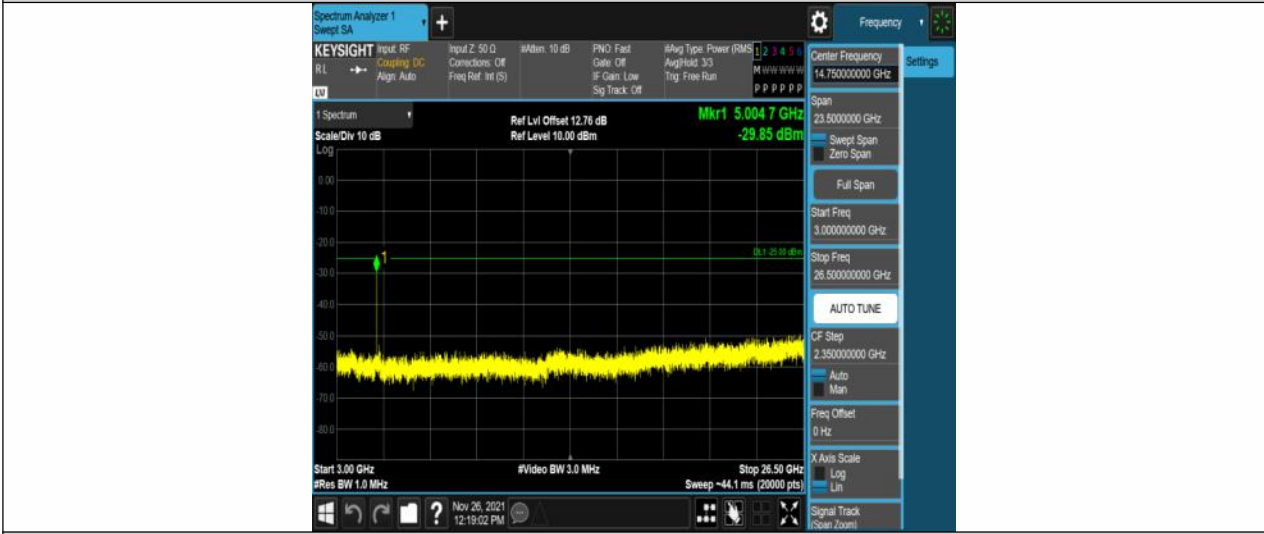 Spectrum Analyzer 1
Swept SA
+
Frequency
KEYSIGHT
R L
LV
Input: RF
Coupling: DC
Align: Auto
Input Z: 50 Ω
Corrections: Off
Freq Ref: Int (S)
#Atten: 10 dB
PNO: Fast
Gate: Off
IF Gain: Low
Sig Track: Off
#Avg Type: Power (RMS
Avg|Hold: 3/3
Trig: Free Run
1 2 3 4 5 6
M W W W W W
P P P P P P
1 Spectrum
Scale/Div 10 dB
Ref Lvl Offset 12.76 dB
Ref Level 10.00 dBm
Mkr1 5.004 7 GHz
-29.85 dBm
Log
0.00
-10.0
-20.0
-30.0
-40.0
-50.0
-60.0
-70.0
-80.0
1
DL1 -25.00 dBm
Start 3.00 GHz
#Video BW 3.0 MHz
Stop 26.50 GHz
#Res BW 1.0 MHz
Sweep ~44.1 ms (20000 pts)
?
Nov 26, 2021
12:19:02 PM
Center Frequency
14.750000000 GHz
Settings
Span
23.5000000 GHz
Swept Span
Zero Span
Full Span
Start Freq
3.000000000 GHz
Stop Freq
26.500000000 GHz
AUTO TUNE
CF Step
2.350000000 GHz
Auto
Man
Freq Offset
0 Hz
X Axis Scale
Log
Lin
Signal Track
(Span Zoom)